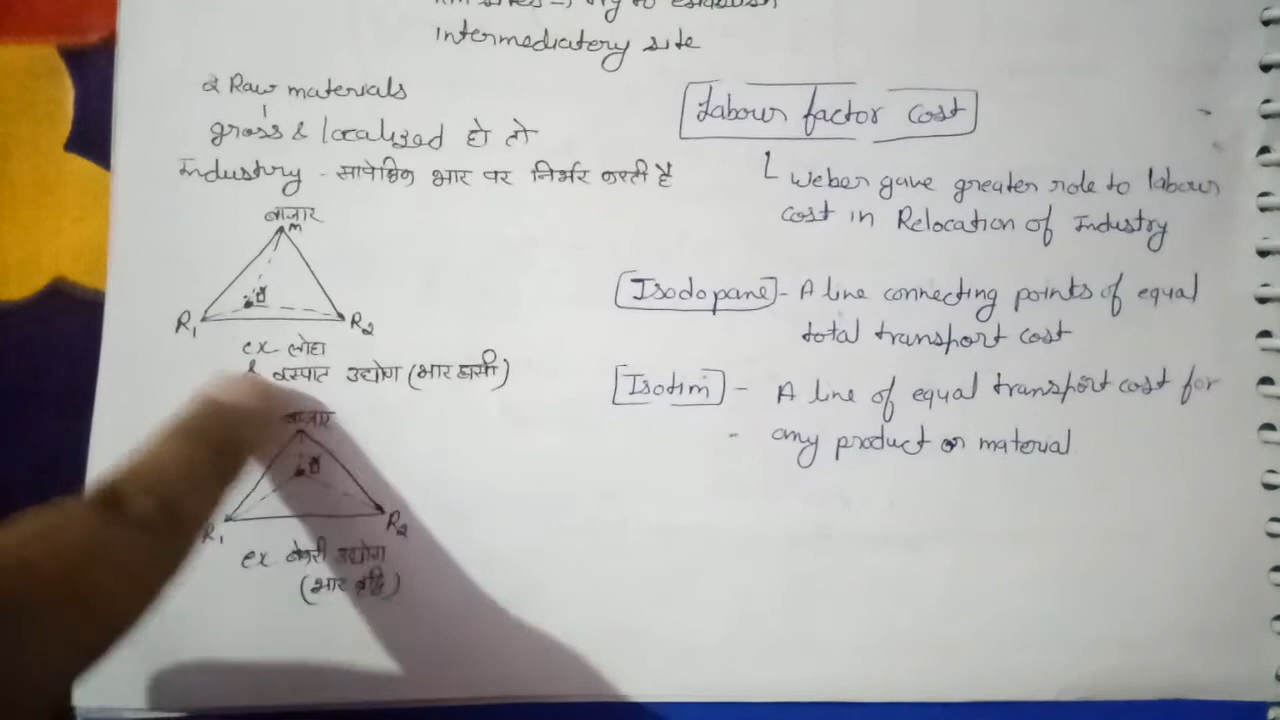 intermediatory site
2 Raw materials
gross & localized हो तो
Industry - सापेक्षिक भार पर निर्भर करती है
बाजार
M
R1
R2
ex - लोहा
& इस्पात उद्योग (भार ह्रासी)
बाजार
R1
R2
ex बेकरी उद्योग
(भार वृद्धि)
Labour factor cost
Weber gave greater role to labour
cost in Relocation of Industry
Isodopane - A line connecting points of equal
total transport cost
Isotim - A line of equal transport cost for
any product or material